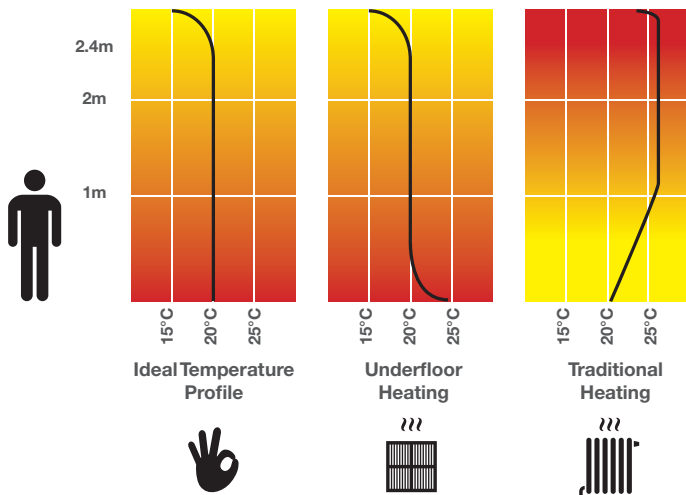 2.4m
2m
1m
15°C 20°C 25°C
15°C 20°C 25°C
15°C 20°C 25°C
Ideal Temperature
Profile
Underfloor
Heating
Traditional
Heating